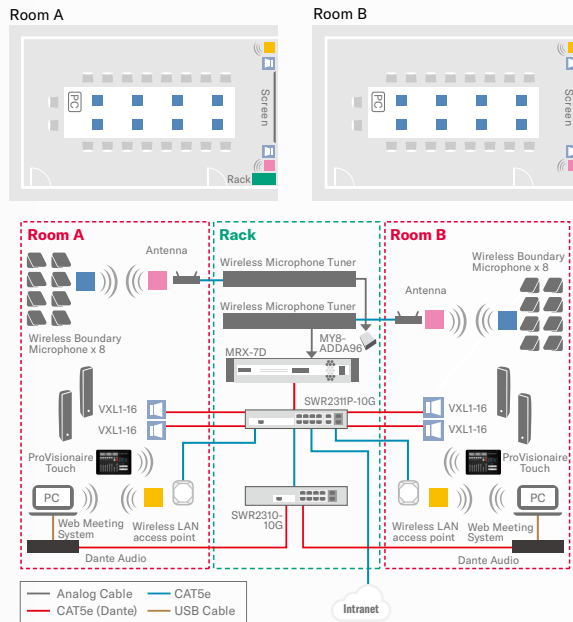 Room A
Room B
PC
Screen
Rack
PC
Screen
Room A
Antenna
Wireless Boundary
Microphone x 8
VXL1-16
VXL1-16
ProVisionaire
Touch
PC
Web Meeting
System
Wireless LAN
access point
Dante Audio
Rack
Wireless Microphone Tuner
Wireless Microphone Tuner
MY8-
ADDA96
MRX-7D
SWR2311P-10G
SWR2310-
10G
Room B
Wireless Boundary
Microphone x 8
Antenna
VXL1-16
VXL1-16
ProVisionaire
Touch
PC
Wireless LAN
access point
Web Meeting
System
Dante Audio
Analog Cable
CAT5e
CAT5e (Dante)
USB Cable
Intranet